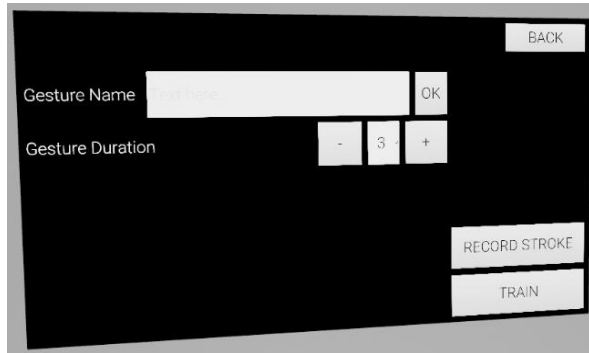 BACK
Gesture Name Text here... OK
Gesture Duration - 3 +
RECORD STROKE
TRAIN